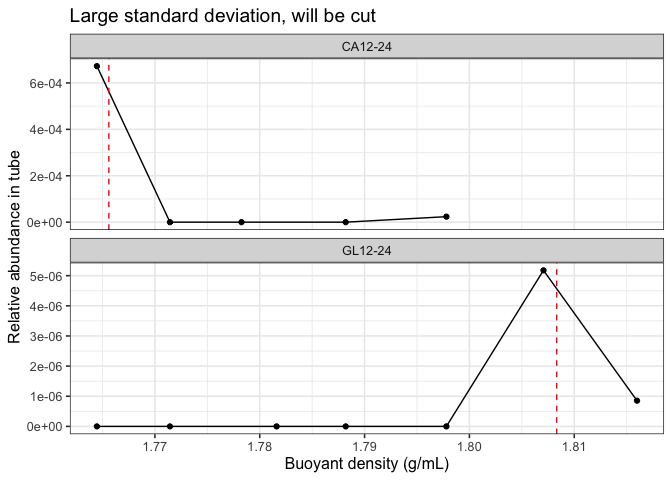 Large standard deviation, will be cut
CA12-24
6e-04
4e-04
2e-04
0e+00
GL12-24
5e-06
4e-06
3e-06
2e-06
1e-06
0e+00
Relative abundance in tube
1.77 1.78 1.79 1.80 1.81
Buoyant density (g/mL)